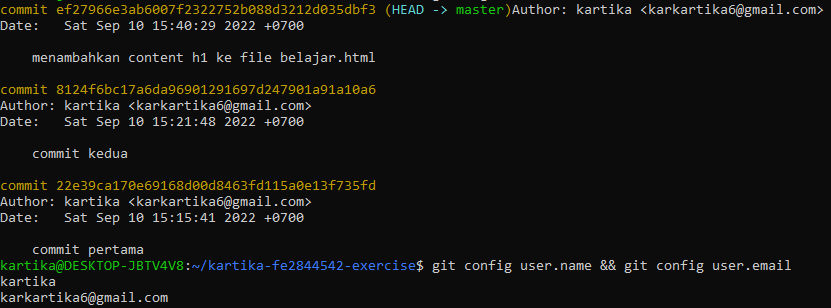 commit ef27966e3ab6007f2322752b088d3212d035dbf3 (HEAD -> master)Author: kartika <karkartika6@gmail.com>
Date:   Sat Sep 10 15:40:29 2022 +0700

    menambahkan content h1 ke file belajar.html

commit 8124f6bc17a6da96901291697d247901a91a10a6
Author: kartika <karkartika6@gmail.com>
Date:   Sat Sep 10 15:21:48 2022 +0700

    commit kedua

commit 22e39ca170e69168d00d8463fd115a0e13f735fd
Author: kartika <karkartika6@gmail.com>
Date:   Sat Sep 10 15:15:41 2022 +0700

    commit pertama
kartika@DESKTOP-JBTV4V8:~/kartika-fe2844542-exercise$ git config user.name && git config user.email
kartika
karkartika6@gmail.com